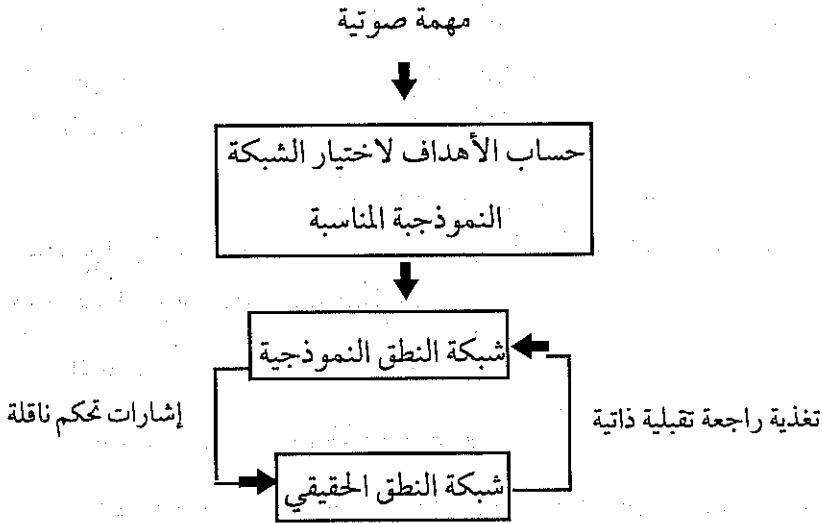 مهمة صوتية
حساب الأهداف لاختيار الشبكة
النموذجبة المناسبة
شبكة النطق النموذجية
إشارات تحكم ناقلة
تغذية راجعة تقبلية ذاتية
شبكة النطق الحقيقي